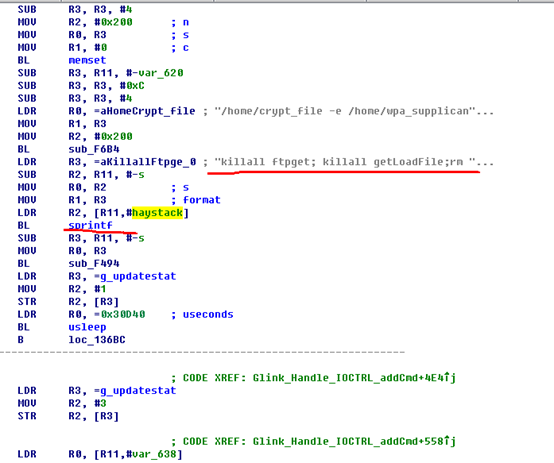 SUB R3, R3, #4
MOV R2, #0x200 ; n
MOV R0, R3 ; s
MOV R1, #0 ; c
BL memset
SUB R3, R11, #-var_620
SUB R3, R3, #0xC
SUB R3, R3, #4
LDR R0, =aHomeCrypt_file ; "/home/crypt_file -e /home/wpa_supplican"...
MOV R1, R3
MOV R2, #0x200
BL sub_F6B4
LDR R3, =aKillallFtpge_0 ; "killall ftpget; killall getLoadFile;rm "...
SUB R2, R11, #-s
MOV R0, R2 ; s
MOV R1, R3 ; format
LDR R2, [R11,#haystack]
BL sprintf
SUB R3, R11, #-s
MOV R0, R3
BL sub_F494
LDR R3, =g_updatestat
MOV R2, #1
STR R2, [R3]
LDR R0, =0x30D40 ; useconds
BL usleep
B loc_136BC
; CODE XREF: Glink_Handle_IOCTRL_addCmd+4E4↑j
LDR R3, =g_updatestat
MOV R2, #3
STR R2, [R3]
; CODE XREF: Glink_Handle_IOCTRL_addCmd+558↑j
LDR R0, [R11,#var_638]